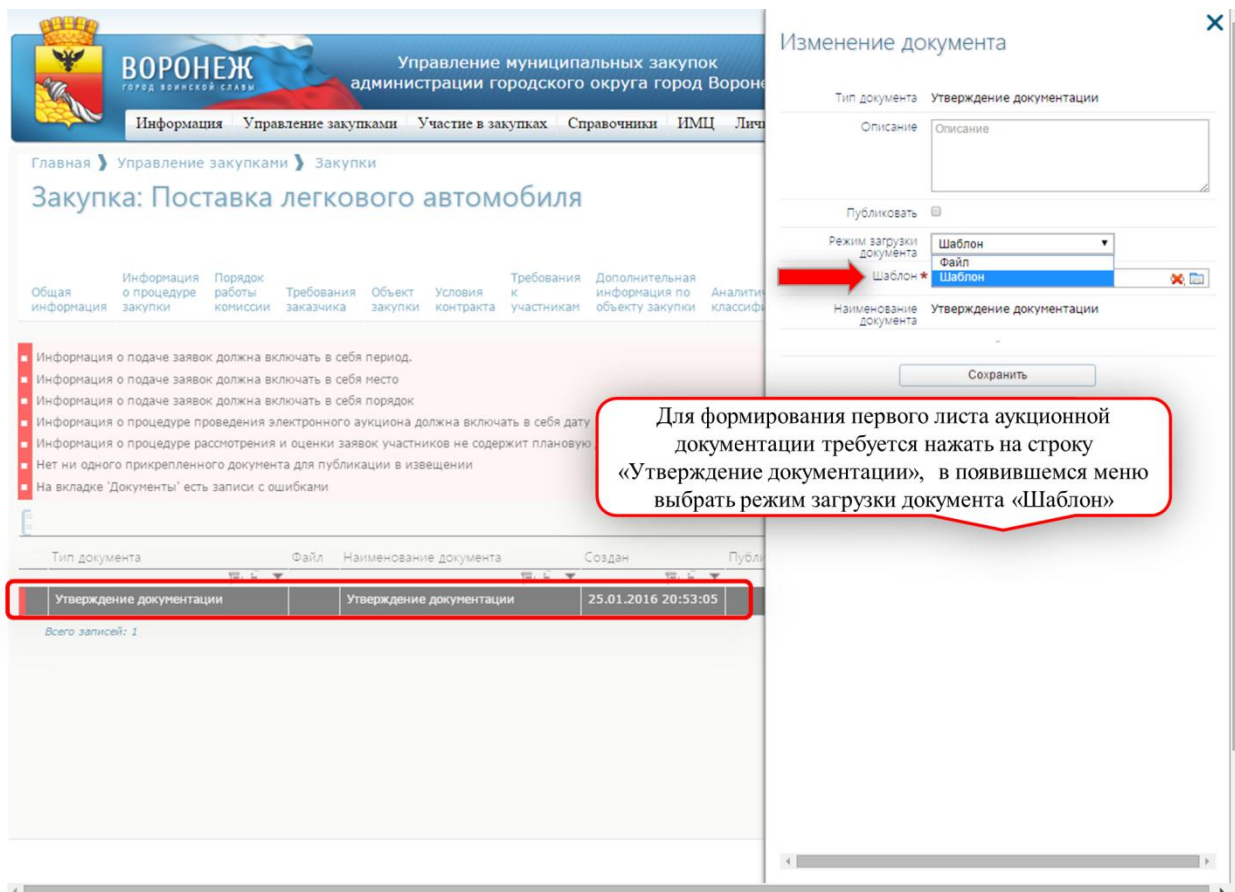 ВОРОНЕЖ
ГОРОД ВОИНСКОЙ СЛАВЫ
Управление муниципальных закупок
администрации городского округа город Вороне
Информация Управление закупками Участие в закупках Справочники ИМЦ Личн
Главная Управление закупками Закупки
Закупка: Поставка легкового автомобиля
Общая информация
Информация о процедуре закупки
Порядок работы комиссии
Требования заказчика
Объект закупки
Условия контракта
Требования к участникам
Дополнительная информация по объекту закупки
Информация о подаче заявок должна включать в себя период.
Информация о подаче заявок должна включать в себя место
Информация о подаче заявок должна включать в себя порядок
Информация о процедуре проведения электронного аукциона должна включать в себя дату
Информация о процедуре рассмотрения и оценки заявок участников не содержит плановую
Нет ни одного прикрепленного документа для публикации в извещении
На вкладке 'Документы' есть записи с ошибками
Тип документа Файл Наименование документа Создан Публи
Утверждение документации Утверждение документации 25.01.2016 20:53:05
Всего записей: 1
Изменение документа
Тип документа Утверждение документации
Описание Описание
Публиковать
Режим загрузки документа Шаблон
Файл
Шаблон * Шаблон
Наименование документа Утверждение документации
-
Сохранить
Для формирования первого листа аукционной
документации требуется нажать на строку
«Утверждение документации», в появившемся меню
выбрать режим загрузки документа «Шаблон»